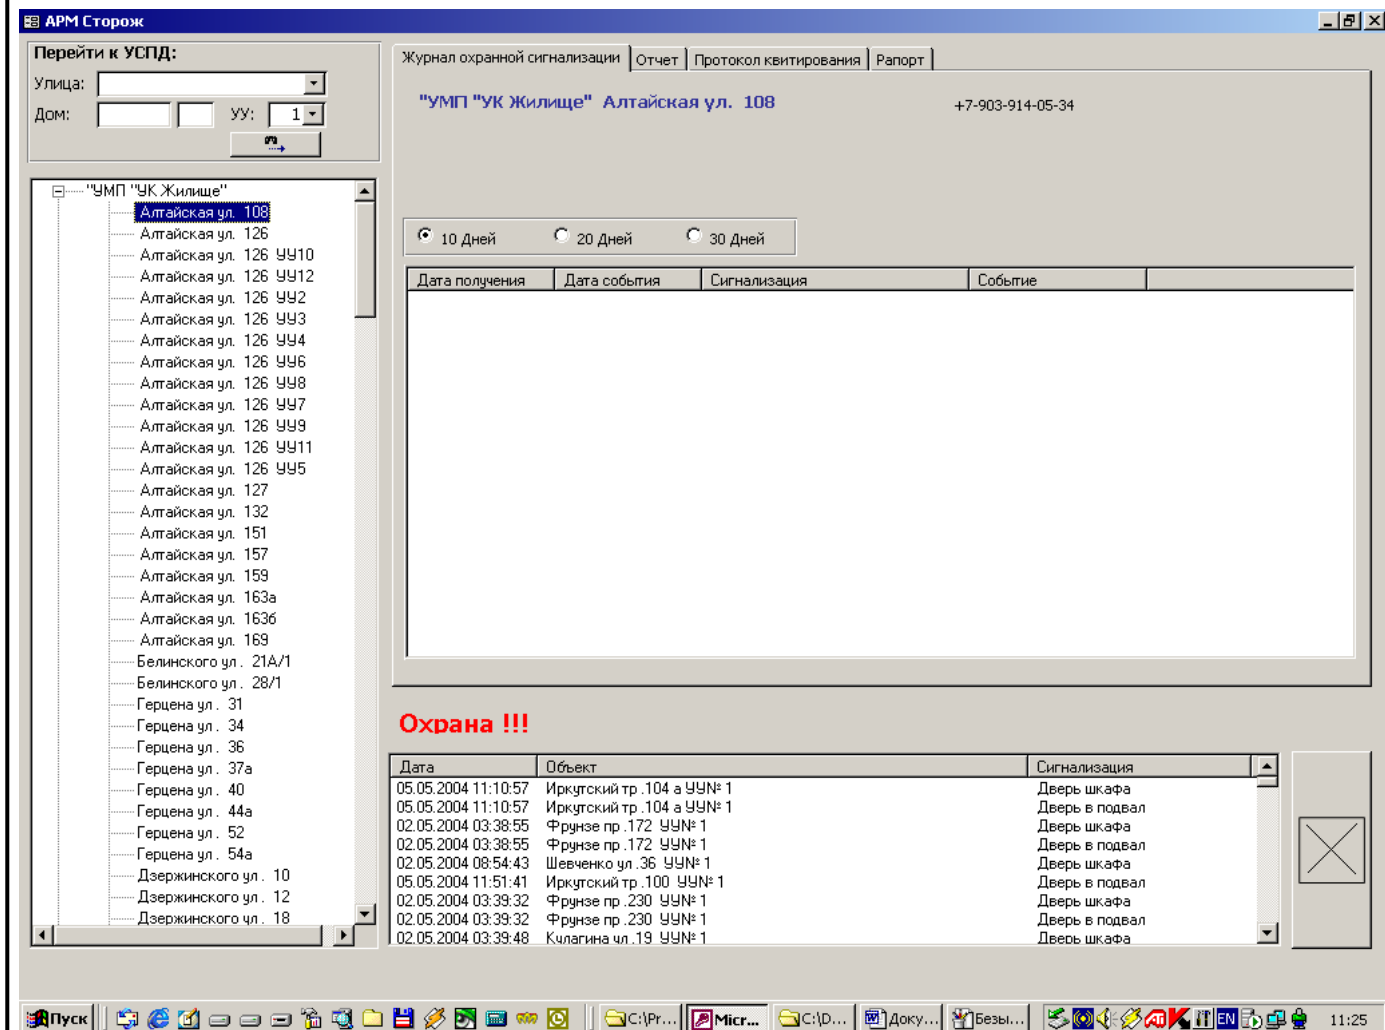 АРМ Сторож
Перейти к УСПД:
Улица:
Дом:
УУ:
1
"УМП "УК Жилище"
Алтайская ул. 108
Алтайская ул. 126
Алтайская ул. 126 УУ10
Алтайская ул. 126 УУ12
Алтайская ул. 126 УУ2
Алтайская ул. 126 УУ3
Алтайская ул. 126 УУ4
Алтайская ул. 126 УУ6
Алтайская ул. 126 УУ8
Алтайская ул. 126 УУ7
Алтайская ул. 126 УУ9
Алтайская ул. 126 УУ11
Алтайская ул. 126 УУ5
Алтайская ул. 127
Алтайская ул. 132
Алтайская ул. 151
Алтайская ул. 157
Алтайская ул. 159
Алтайская ул. 163а
Алтайская ул. 163б
Алтайская ул. 169
Белинского ул. 21А/1
Белинского ул. 28/1
Герцена ул. 31
Герцена ул. 34
Герцена ул. 36
Герцена ул. 37а
Герцена ул. 40
Герцена ул. 44а
Герцена ул. 52
Герцена ул. 54а
Дзержинского ул. 10
Дзержинского ул. 12
Дзержинского ул. 18
Журнал охранной сигнализации Отчет Протокол квитирования Рапорт
"УМП "УК Жилище" Алтайская ул. 108 +7-903-914-05-34
10 Дней 20 Дней 30 Дней
Дата получения Дата события Сигнализация Событие
Охрана !!!
Дата Объект Сигнализация
05.05.2004 11:10:57 Иркутский тр .104 а УУ№ 1 Дверь шкафа
05.05.2004 11:10:57 Иркутский тр .104 а УУ№ 1 Дверь в подвал
02.05.2004 03:38:55 Фрунзе пр .172 УУ№ 1 Дверь шкафа
02.05.2004 03:38:55 Фрунзе пр .172 УУ№ 1 Дверь в подвал
02.05.2004 08:54:43 Шевченко ул .36 УУ№ 1 Дверь шкафа
05.05.2004 11:51:41 Иркутский тр .100 УУ№ 1 Дверь в подвал
02.05.2004 03:39:32 Фрунзе пр .230 УУ№ 1 Дверь шкафа
02.05.2004 03:39:32 Фрунзе пр .230 УУ№ 1 Дверь в подвал
02.05.2004 03:39:48 Кулагина ул .19 УУ№ 1 Дверь шкафа
Пуск C:\Pr... Micr... C:\D... Доку... Безы... EN 11:25